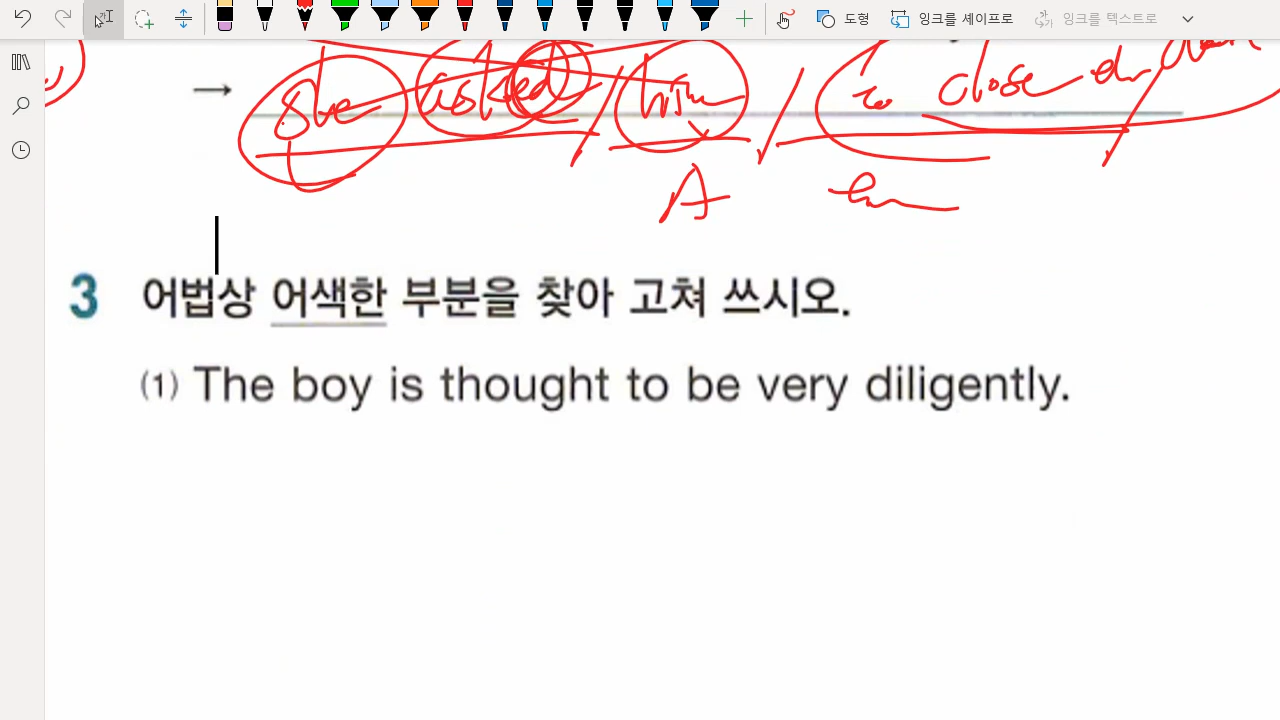 도형 잉크를 셰이프로 잉크를 텍스트로
→ She asked / him / to close the door /
A
3 어법상 어색한 부분을 찾아 고쳐 쓰시오.
(1) The boy is thought to be very diligently.